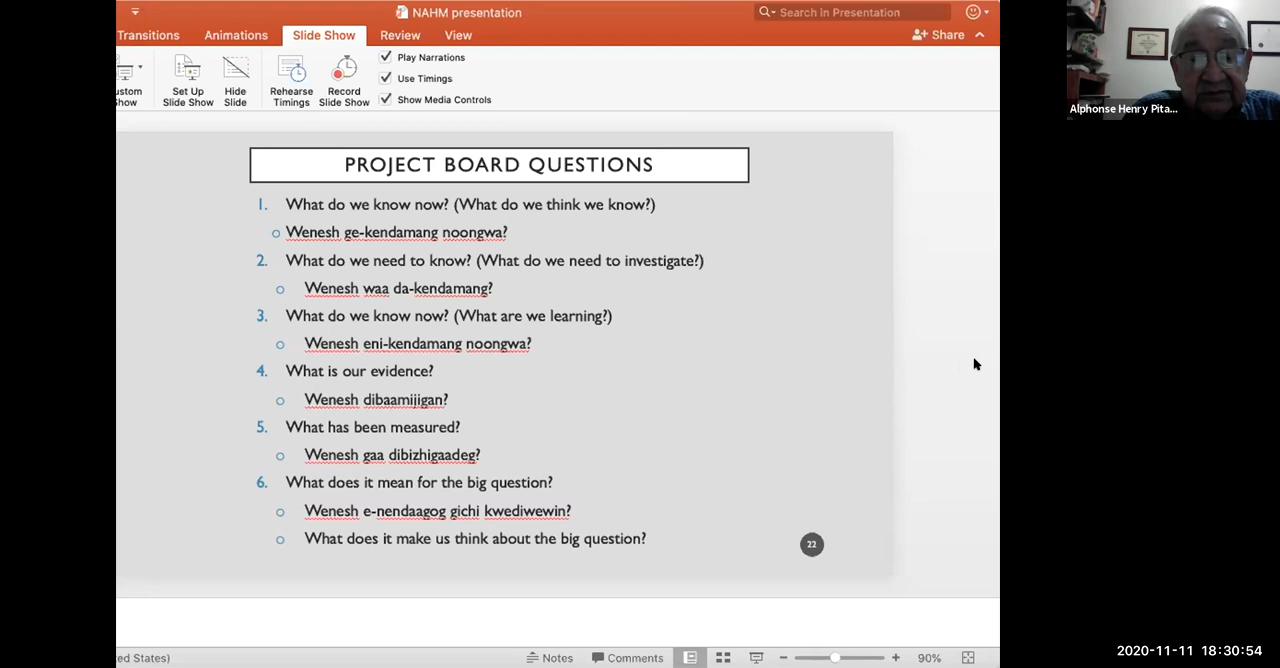 NAHM presentation
Search in Presentation
Transitions Animations Slide Show Review View
Share
Set Up Slide Show
Hide Slide
Rehearse Timings
Record Slide Show
Play Narrations
Use Timings
Show Media Controls
Alphonse Henry Pita...
PROJECT BOARD QUESTIONS
1. What do we know now? (What do we think we know?)
Wenesh ge-kendamang noongwa?
2. What do we need to know? (What do we need to investigate?)
Wenesh waa da-kendamang?
3. What do we know now? (What are we learning?)
Wenesh eni-kendamang noongwa?
4. What is our evidence?
Wenesh dibaamijigan?
5. What has been measured?
Wenesh gaa dibizhigaadeg?
6. What does it mean for the big question?
Wenesh e-nendaagog gichi kwediwewin?
What does it make us think about the big question?
22
Notes Comments 90%
2020-11-11 18:30:54